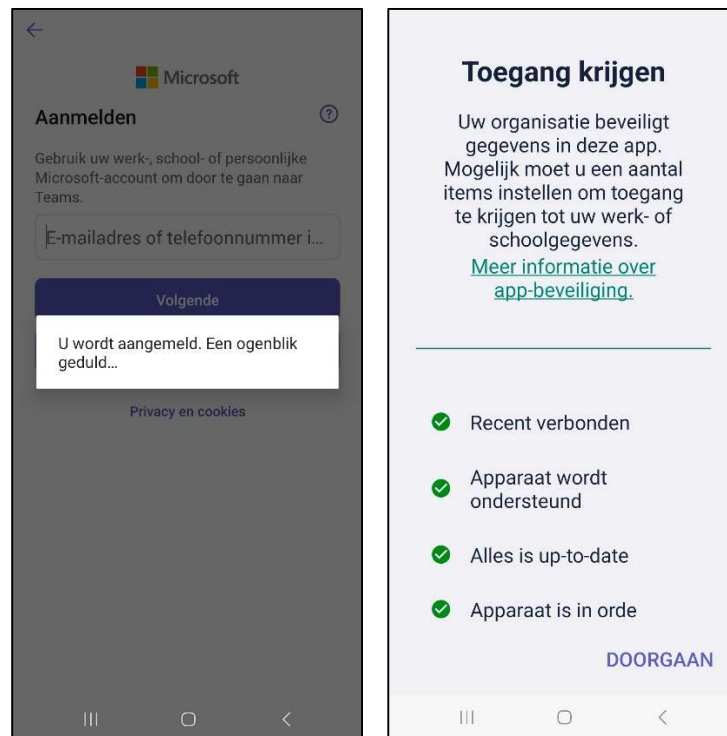 Microsoft
Aanmelden
Gebruik uw werk-, school- of persoonlijke
Microsoft-account om door te gaan naar
Teams.
E-mailadres of telefoonnummer i...
Volgende
U wordt aangemeld. Een ogenblik
geduld...
Privacy en cookies
Toegang krijgen
Uw organisatie beveiligt
gegevens in deze app.
Mogelijk moet u een aantal
items instellen om toegang
te krijgen tot uw werk- of
schoolgegevens.
Meer informatie over
app-beveiliging.
Recent verbonden
Apparaat wordt
ondersteund
Alles is up-to-date
Apparaat is in orde
DOORGAAN